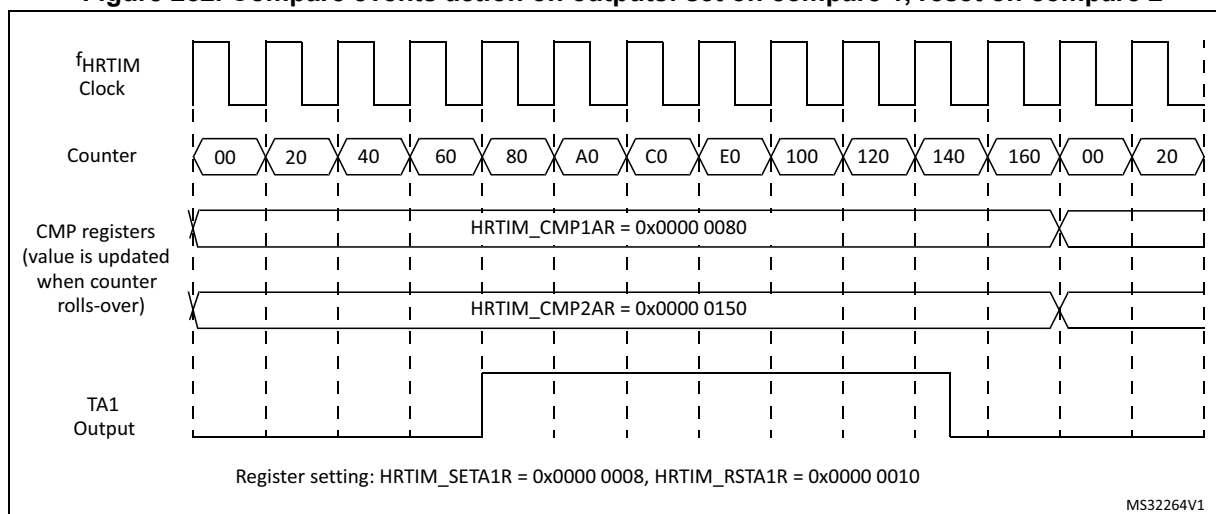 Figure 202. Compare events action on outputs: set on compare 1, reset on compare 2
fHRTIM
Clock
Counter
00 20 40 60 80 A0 C0 E0 100 120 140 160 00 20
CMP registers
(value is updated
when counter
rolls-over)
HRTIM_CMP1AR = 0x0000 0080
HRTIM_CMP2AR = 0x0000 0150
TA1
Output
Register setting: HRTIM_SETA1R = 0x0000 0008, HRTIM_RSTA1R = 0x0000 0010
MS32264V1